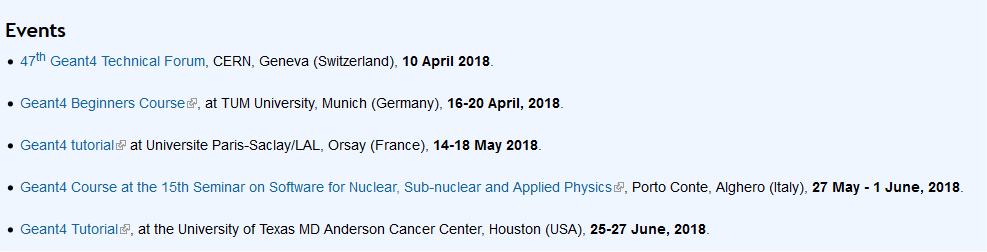 Events
47th Geant4 Technical Forum, CERN, Geneva (Switzerland), 10 April 2018.
Geant4 Beginners Course, at TUM University, Munich (Germany), 16-20 April, 2018.
Geant4 tutorial at Universite Paris-Saclay/LAL, Orsay (France), 14-18 May 2018.
Geant4 Course at the 15th Seminar on Software for Nuclear, Sub-nuclear and Applied Physics, Porto Conte, Alghero (Italy), 27 May - 1 June, 2018.
Geant4 Tutorial, at the University of Texas MD Anderson Cancer Center, Houston (USA), 25-27 June, 2018.